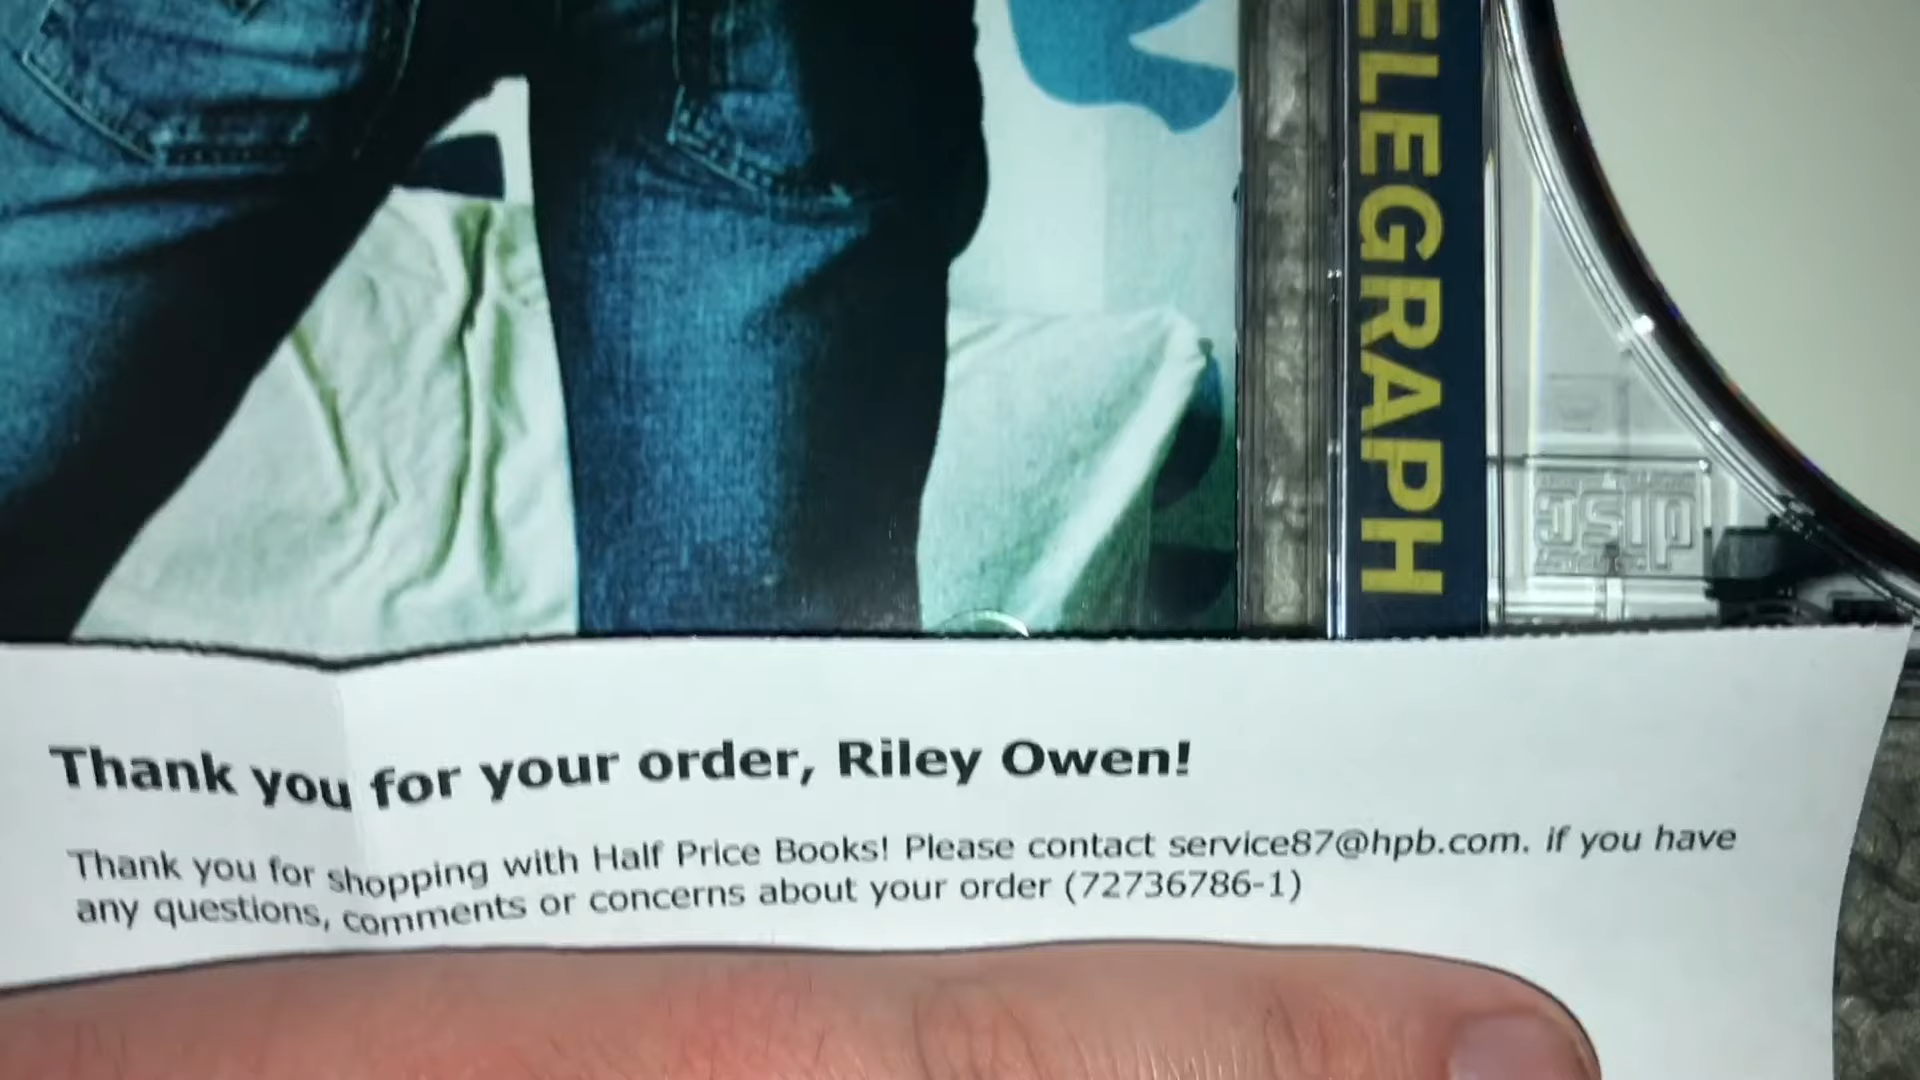 ELEGRAPH
disc
Thank you for your order, Riley Owen!
Thank you for shopping with Half Price Books! Please contact service87@hpb.com. if you have
any questions, comments or concerns about your order (72736786-1)